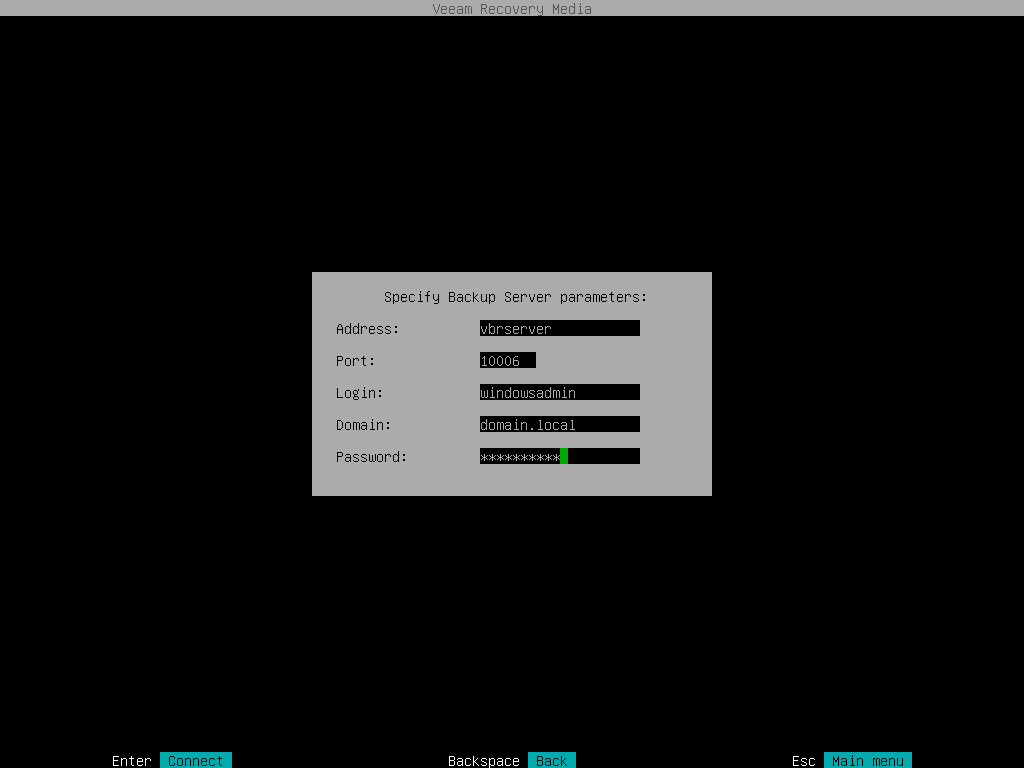 Veeam Recovery Media
Specify Backup Server parameters:
Address: vbrserver
Port: 10006
Login: windowsadmin
Domain: domain.local
Password: **********
Enter Connect Backspace Back Esc Main menu